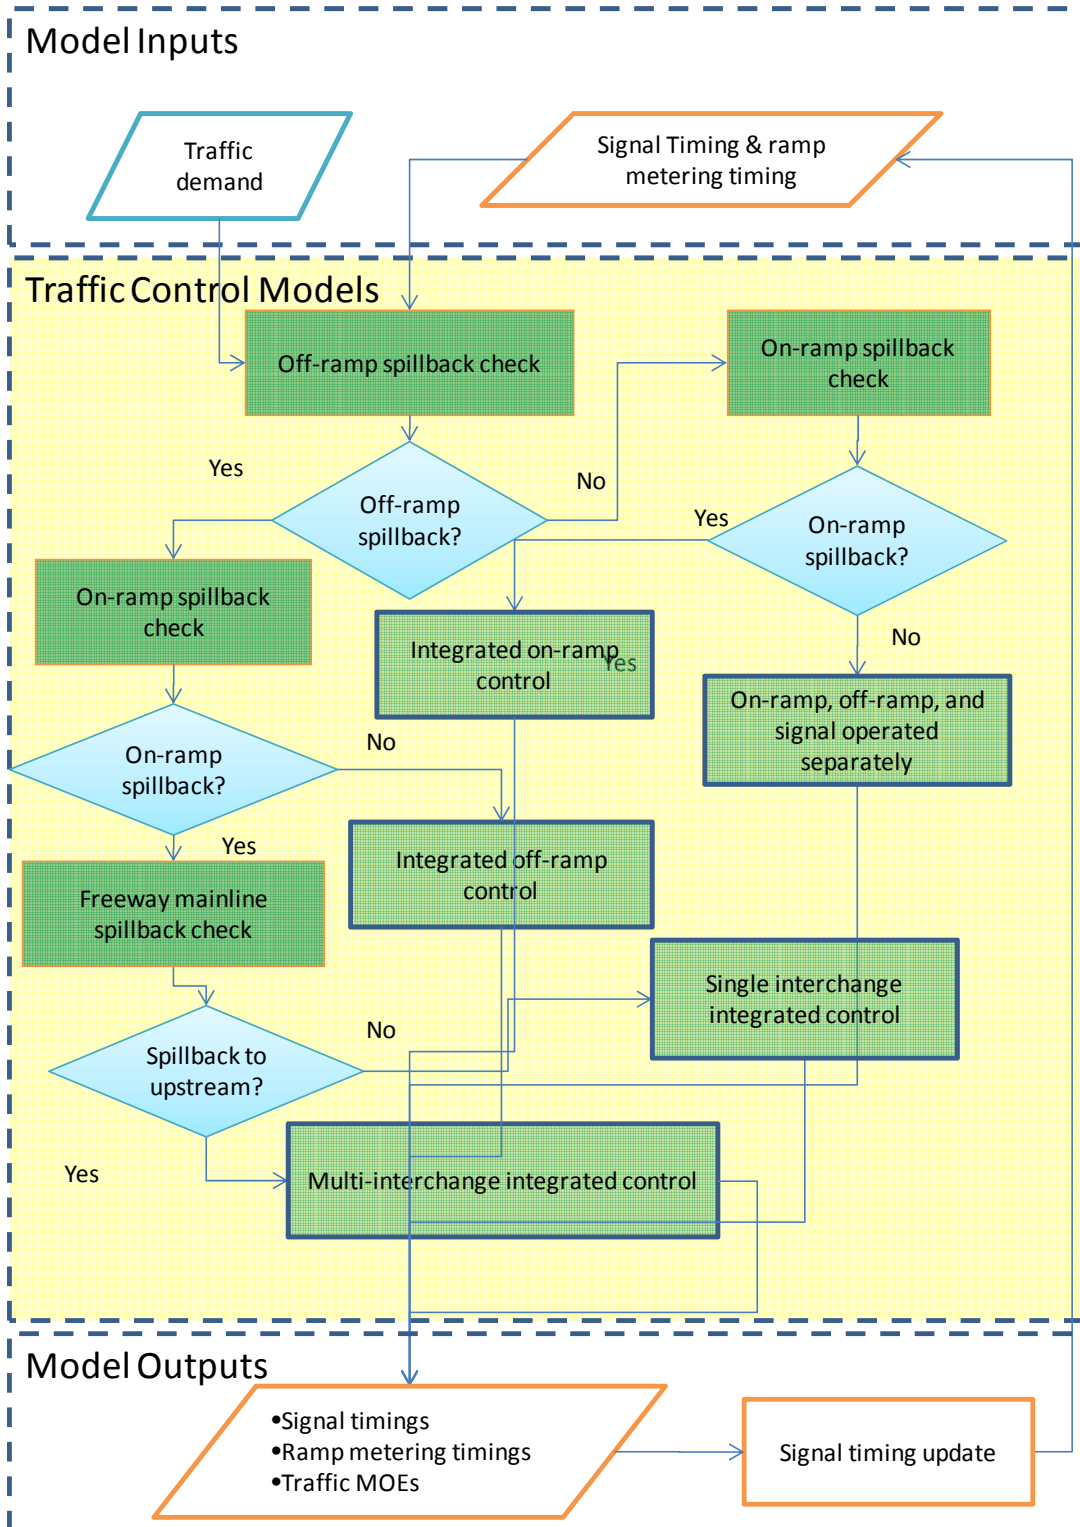 Model Inputs
Traffic
demand
Signal Timing & ramp
metering timing
Traffic Control Models
Off-ramp spillback check
On-ramp spillback
check
Yes
Off-ramp
spillback?
No
Yes
On-ramp
spillback?
On-ramp spillback
check
Integrated on-ramp
control
Yes
No
On-ramp, off-ramp, and
signal operated
separately
On-ramp
spillback?
No
Yes
Integrated off-ramp
control
Freeway mainline
spillback check
Single interchange
integrated control
No
Spillback to
upstream?
Yes
Multi-interchange integrated control
Model Outputs
•Signal timings
•Ramp metering timings
•Traffic MOEs
Signal timing update